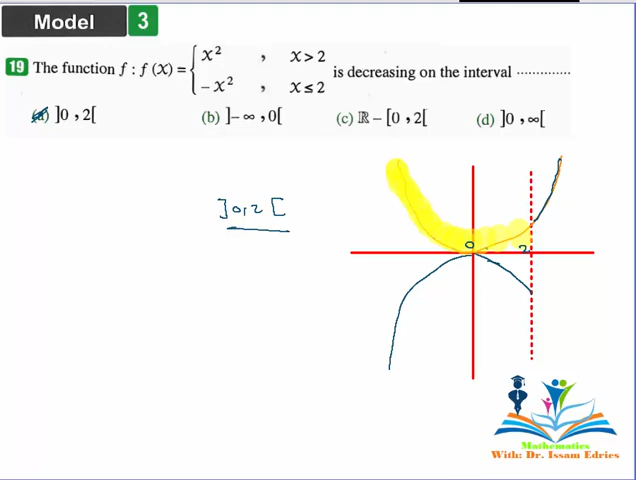 Model 3
19 The function f : f (x) = { x² , x > 2
−x² , x ≤ 2 is decreasing on the interval ..............
(a) ]0 , 2[ (b) ]−∞ , 0[ (c) ℝ − [0 , 2[ (d) ]0 , ∞[
]0,2[
0 2
Mathematics
With: Dr. Issam Edries